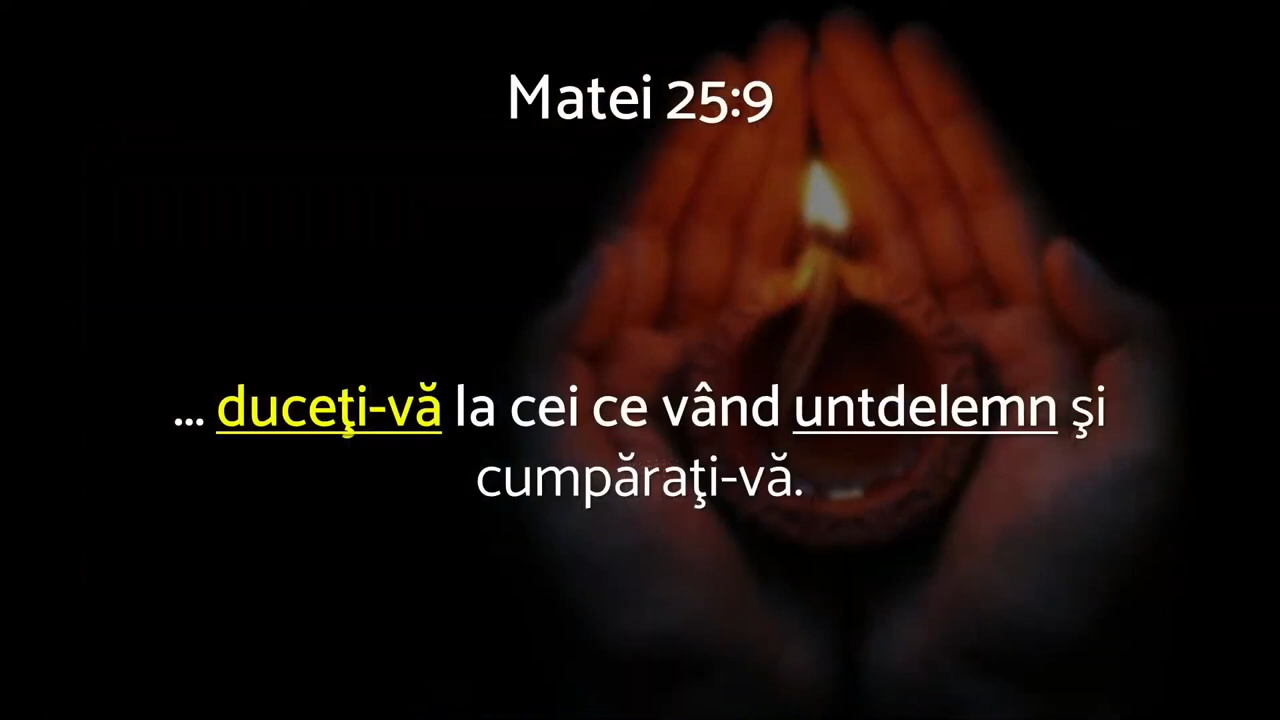 Matei 25:9
... duceţi-vă la cei ce vând untdelemn şi
cumpăraţi-vă.